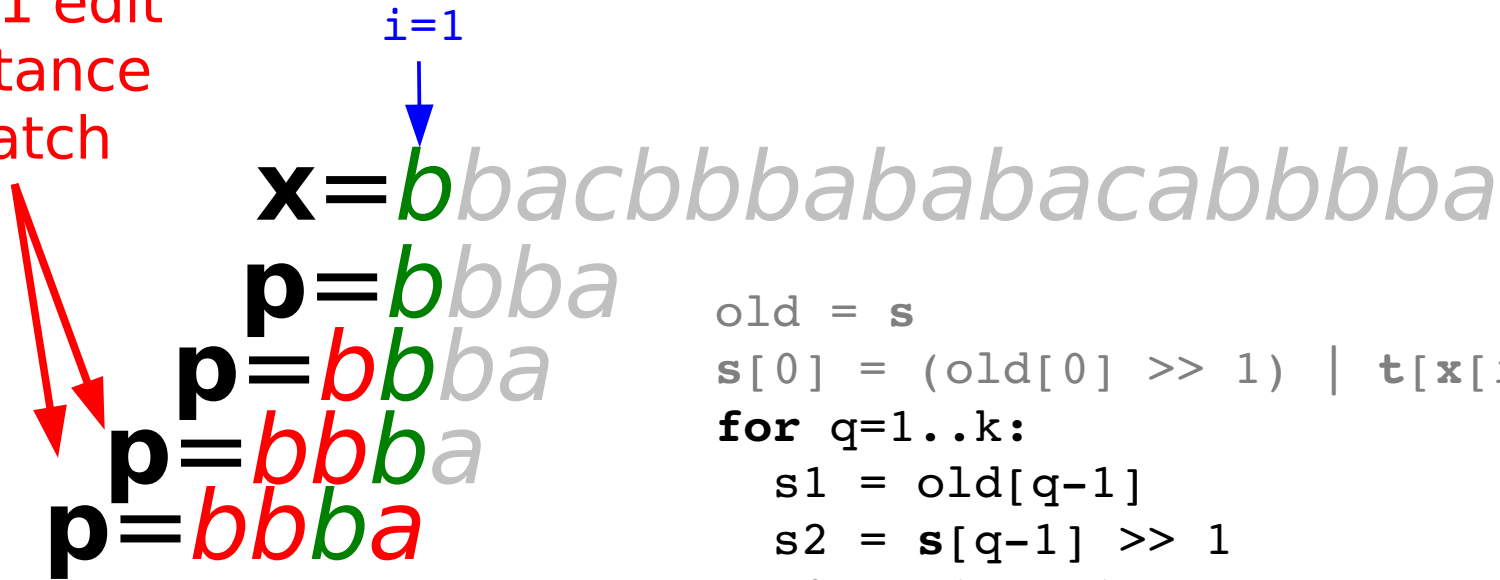 1 edit
tance
atch
i=1
x=bbacbbbababacabbbba
p=bbba
p=bbba
p=bbba
p=bbba
old = s
s[0] = (old[0] >> 1) | t[x[i
for q=1..k:
s1 = old[q-1]
s2 = s[q-1] >> 1